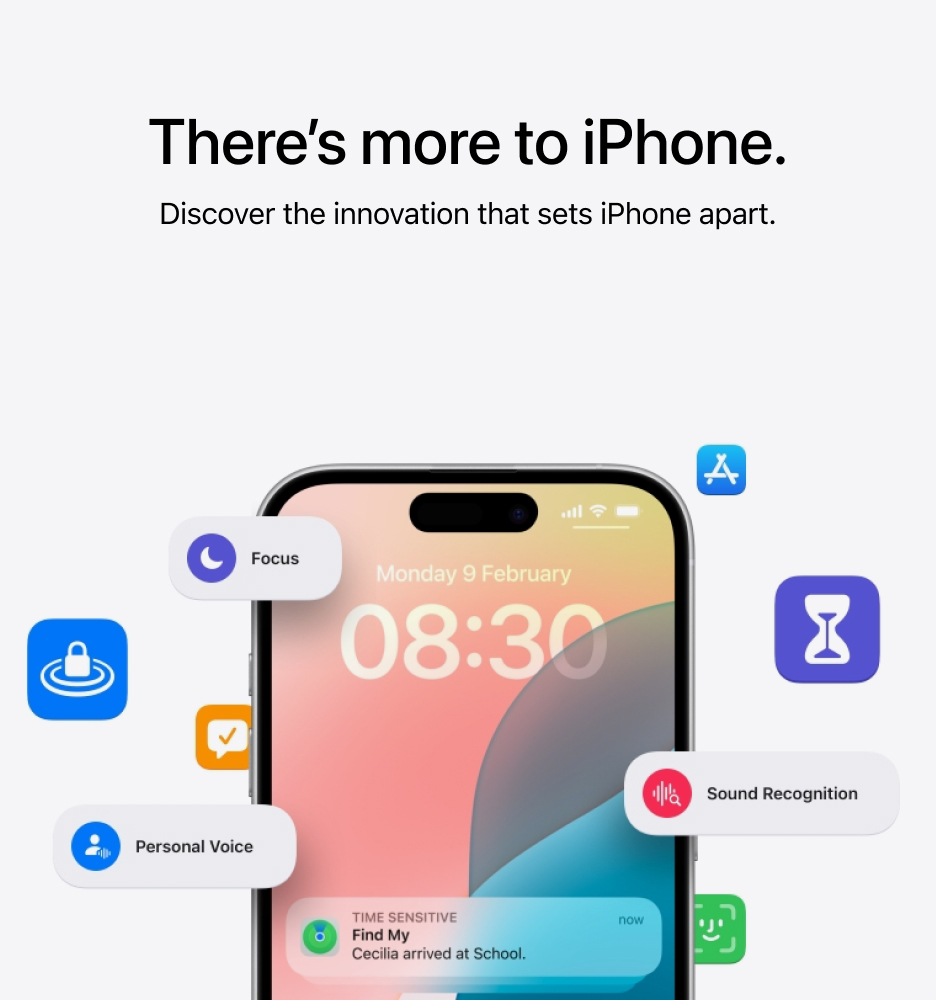 There’s more to iPhone.
Discover the innovation that sets iPhone apart.
Focus
Monday 9 February
08:30
Sound Recognition
Personal Voice
TIME SENSITIVE
now
Find My
Cecilia arrived at School.